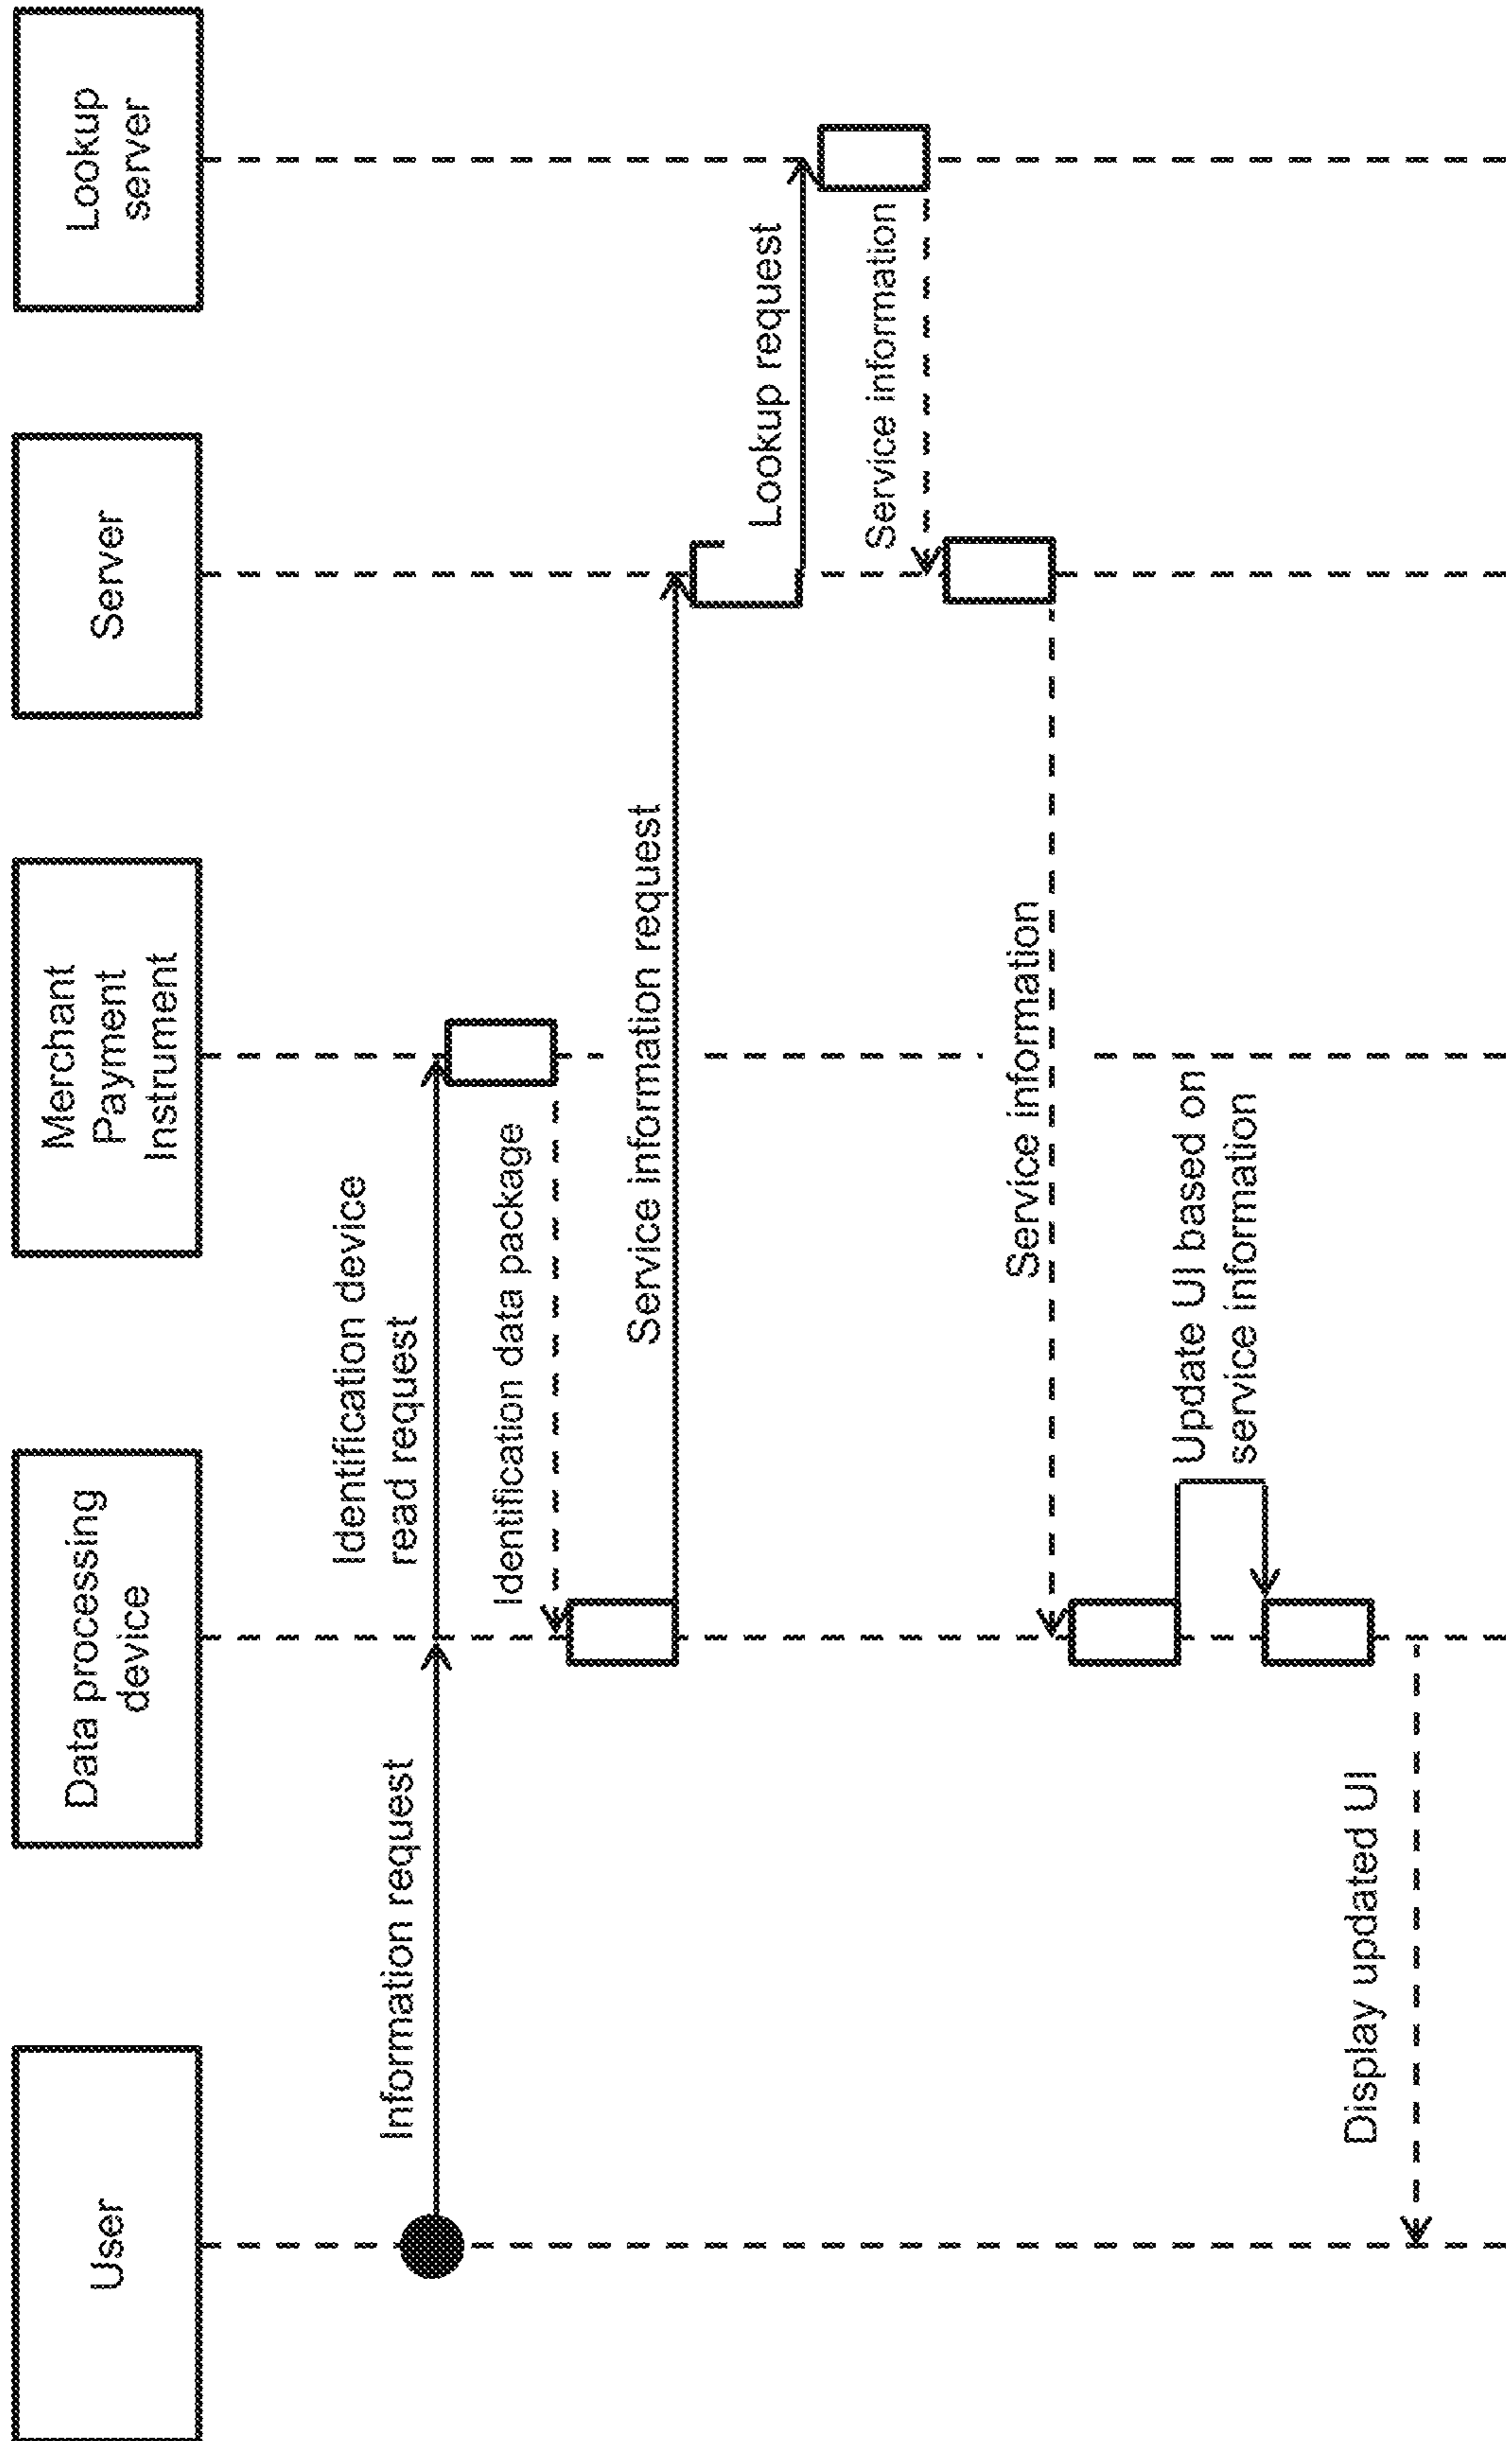 User
Data processing
device
Merchant
Payment
Instrument
Server
Lookup
server
Information request
Identification device
read request
Identification data package
Service information request
Lookup request
Service information
Service information
Update UI based on
service information
Display updated UI